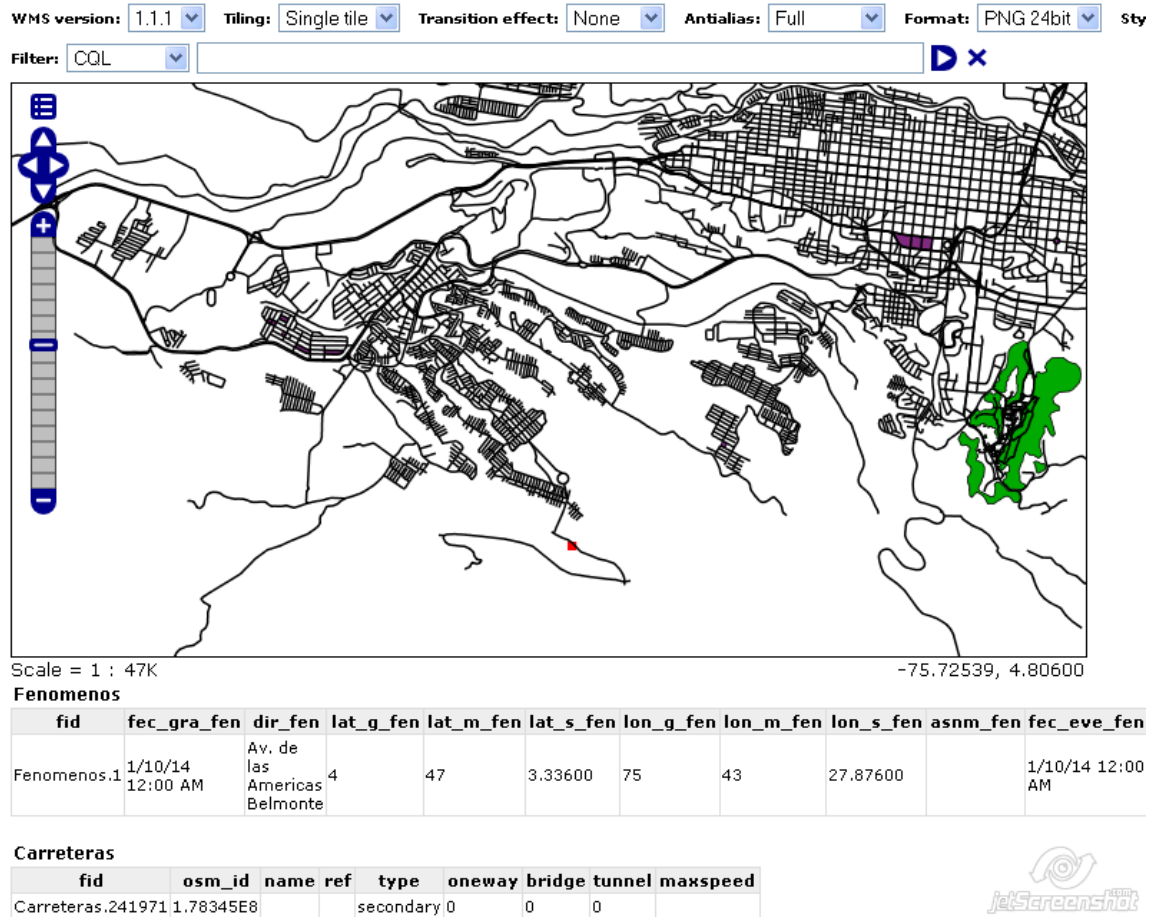 WMS version: 1.1.1 Tiling: Single tile Transition effect: None Antialias: Full Format: PNG 24bit Sty
Filter: CQL
Scale = 1 : 47K -75.72539, 4.80600
Fenomenos
fid fec_gra_fen dir_fen lat_g_fen lat_m_fen lat_s_fen lon_g_fen lon_m_fen lon_s_fen asnm_fen fec_eve_fen
Fenomenos.1 1/10/14 12:00 AM Av. de las Americas Belmonte 4 47 3.33600 75 43 27.87600 1/10/14 12:00 AM
Carreteras
fid osm_id name ref type oneway bridge tunnel maxspeed
Carreteras.241971 1.78345E8 secondary 0 0 0
jetScreenshot